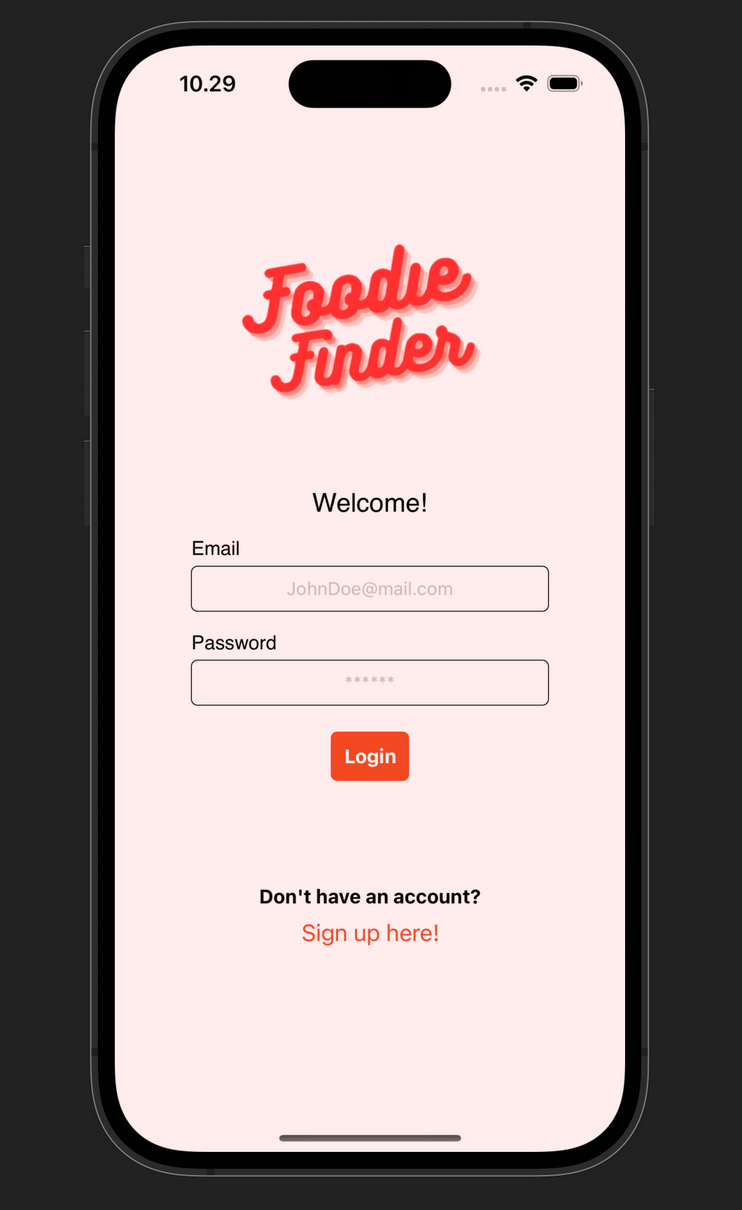 10.29
Foodie
Finder
Welcome!
Email
JohnDoe@mail.com
Password
******
Login
Don't have an account?
Sign up here!